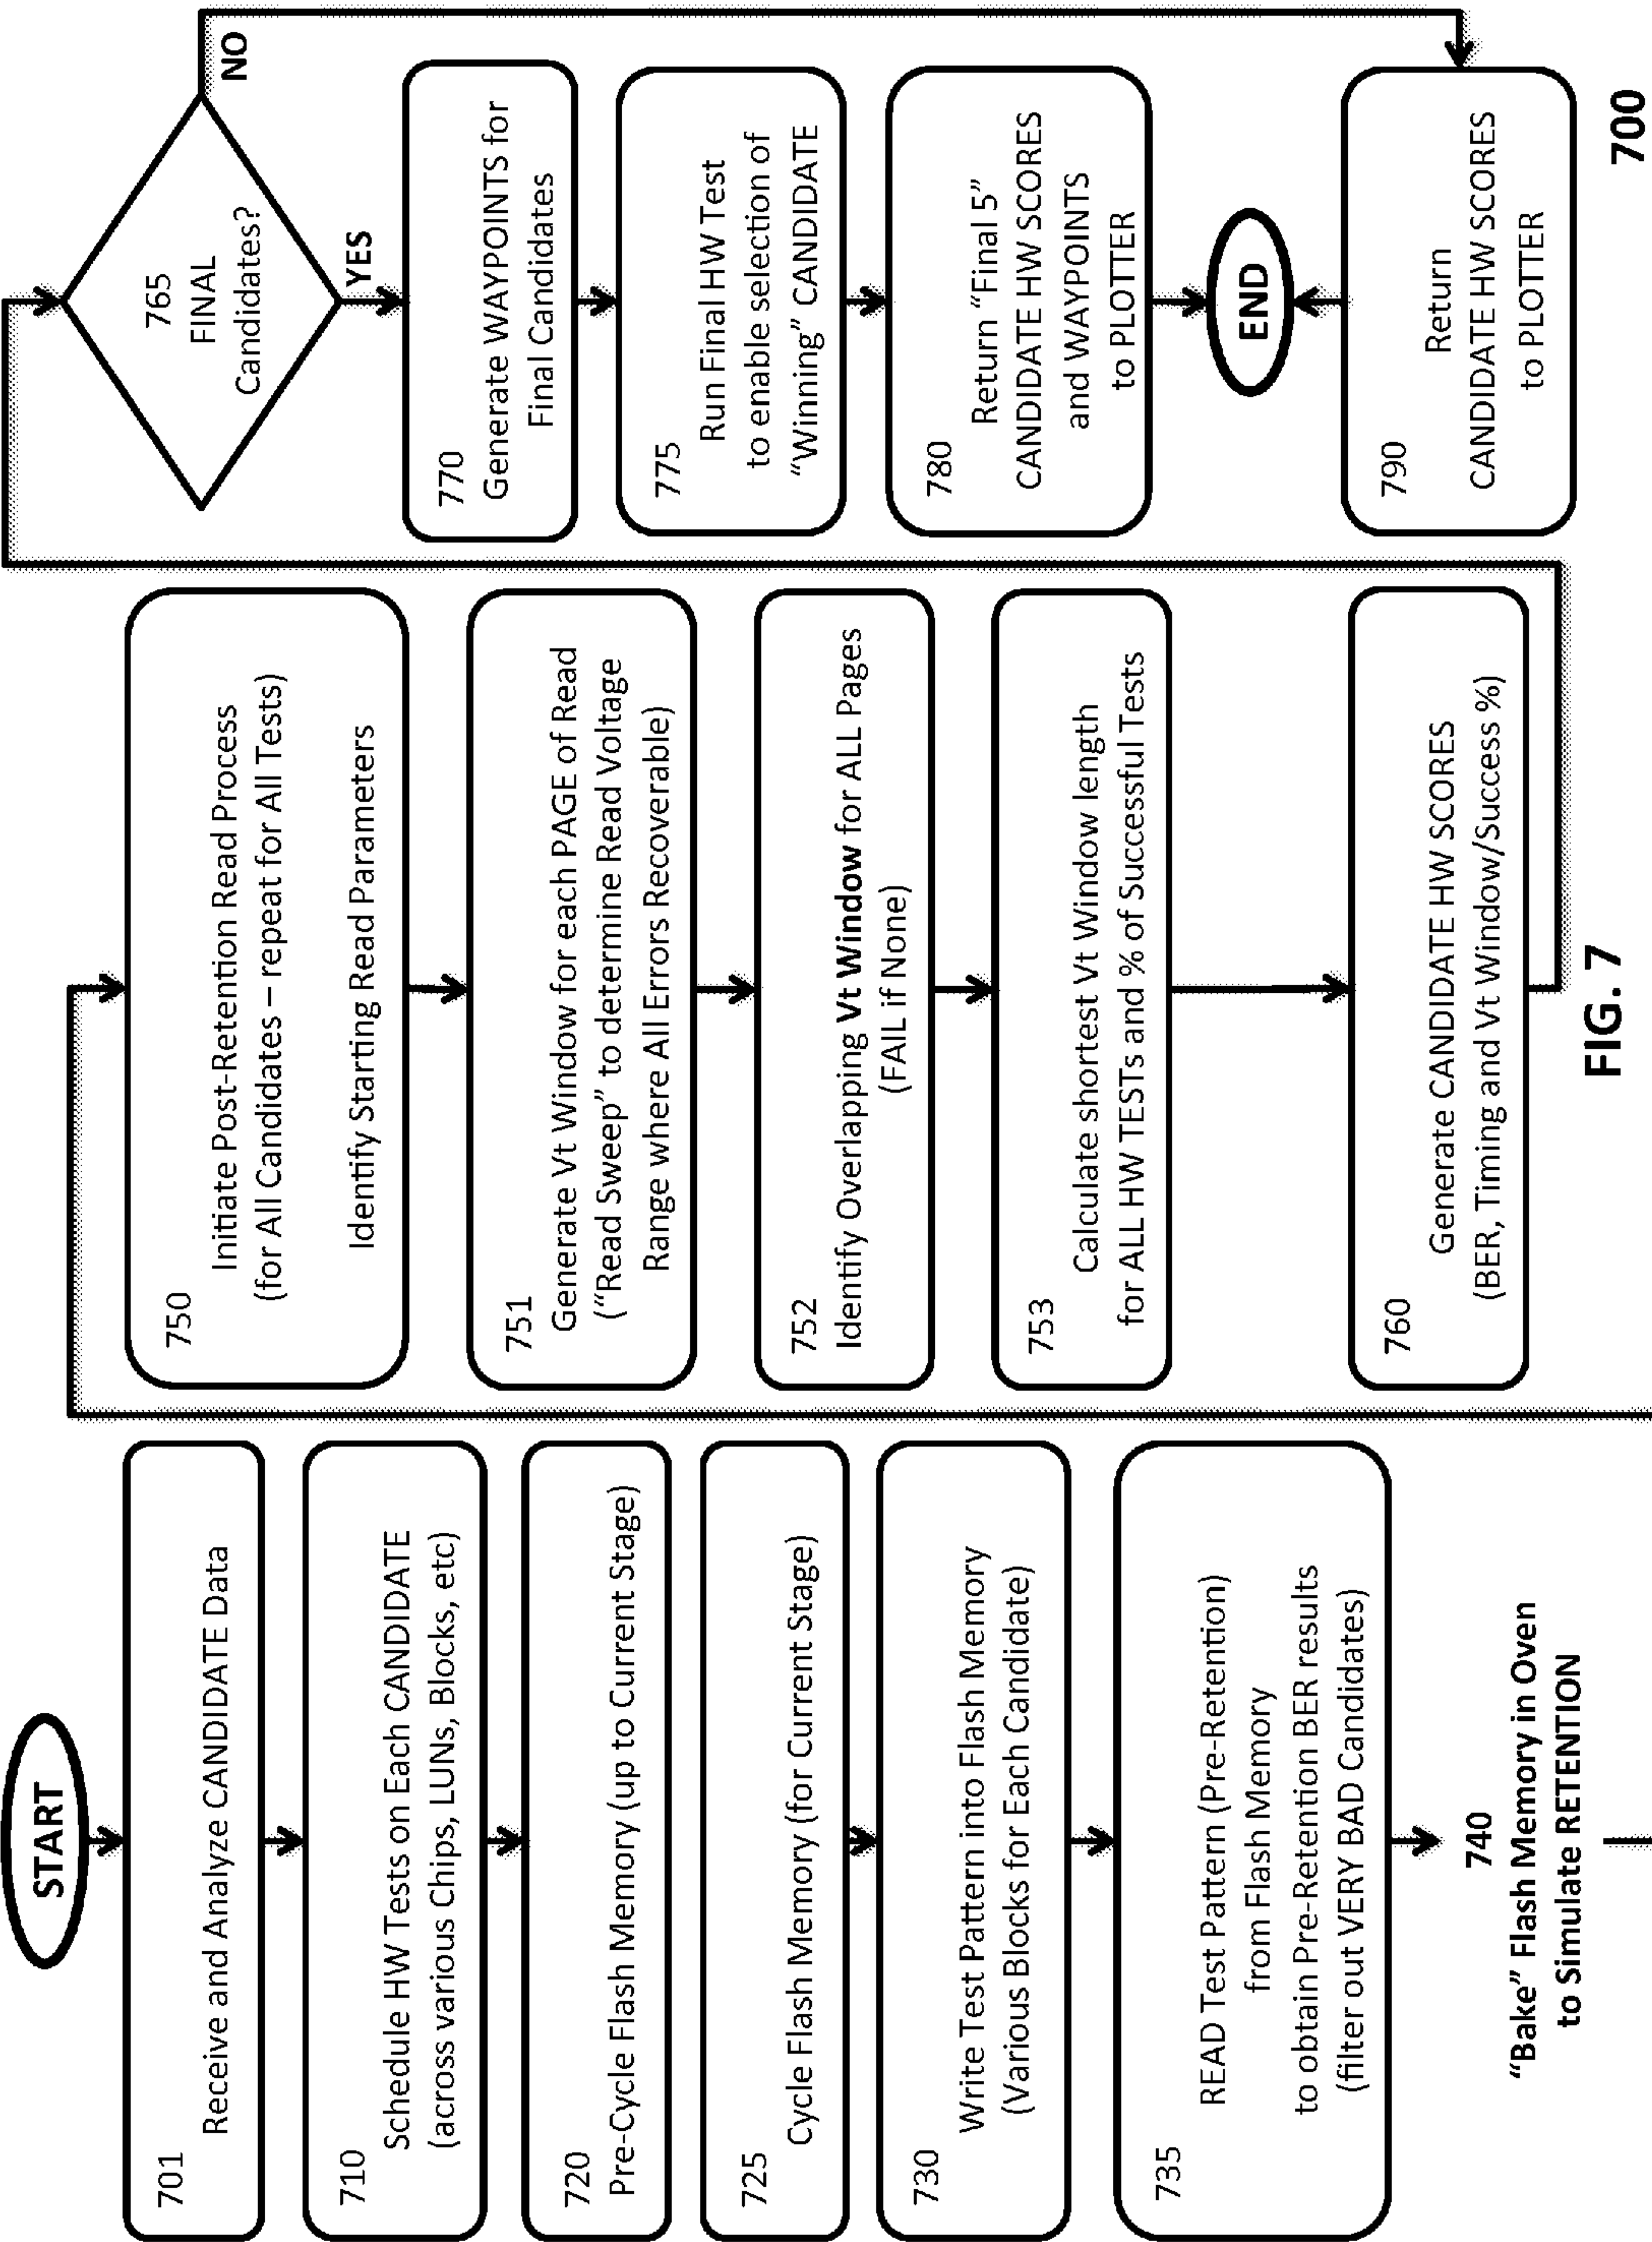 START
701
Receive and Analyze CANDIDATE Data
710
Schedule HW Tests on Each CANDIDATE
(across various Chips, LUNs, Blocks, etc)
720
Pre-Cycle Flash Memory (up to Current Stage)
725
Cycle Flash Memory (for Current Stage)
730
Write Test Pattern into Flash Memory
(Various Blocks for Each Candidate)
735
READ Test Pattern (Pre-Retention)
from Flash Memory
to obtain Pre-Retention BER results
(filter out VERY BAD Candidates)
740
“Bake” Flash Memory in Oven
to Simulate RETENTION
750
Initiate Post-Retention Read Process
(for All Candidates – repeat for All Tests)
Identify Starting Read Parameters
751
Generate Vt Window for each PAGE of Read
(“Read Sweep” to determine Read Voltage
Range where All Errors Recoverable)
752
Identify Overlapping Vt Window for ALL Pages
(FAIL if None)
753
Calculate shortest Vt Window length
for ALL HW TESTs and % of Successful Tests
760
Generate CANDIDATE HW SCORES
(BER, Timing and Vt Window/Success %)
765
FINAL
Candidates?
NO
YES
770
Generate WAYPOINTS for
Final Candidates
775
Run Final HW Test
to enable selection of
“Winning” CANDIDATE
780
Return “Final 5”
CANDIDATE HW SCORES
and WAYPOINTS
to PLOTTER
END
790
Return
CANDIDATE HW SCORES
to PLOTTER
FIG. 7
700